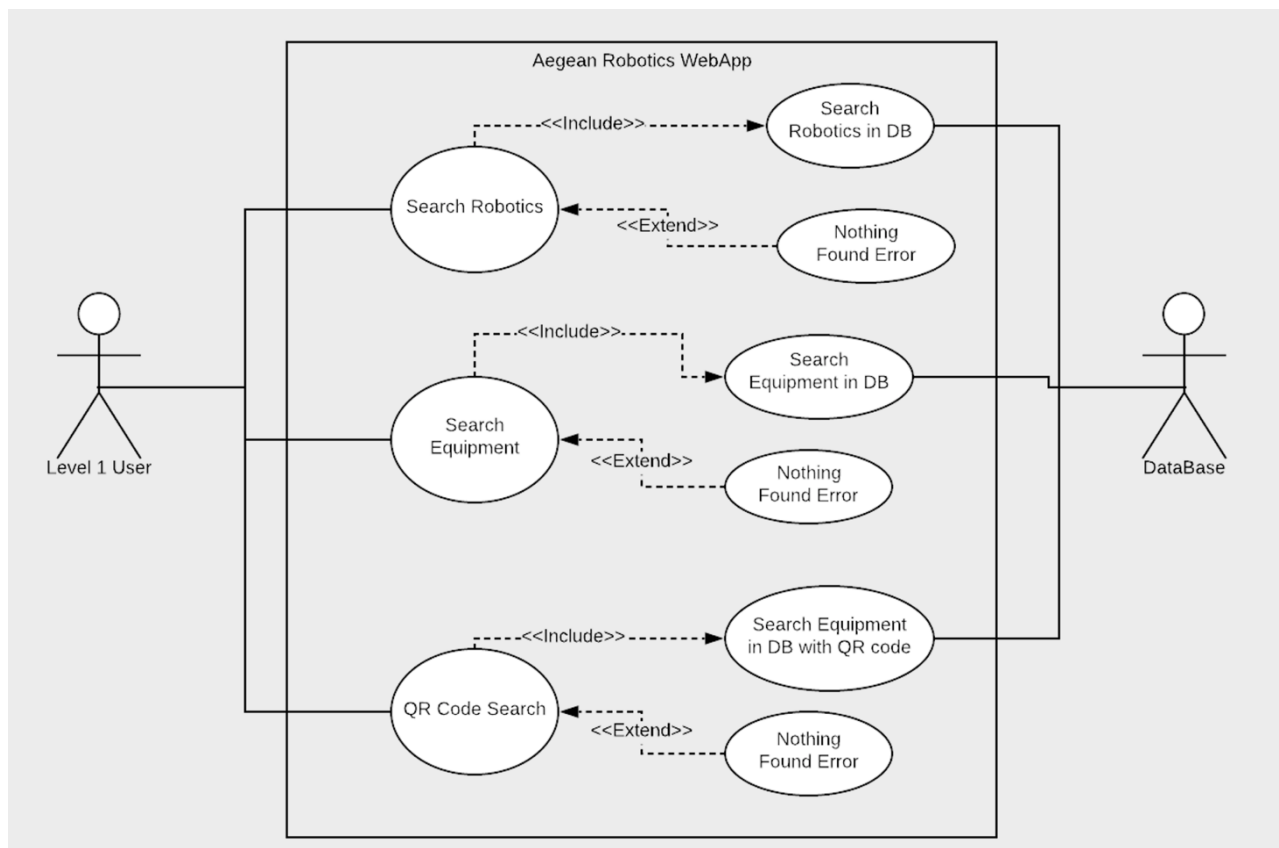 Aegean Robotics WebApp
Search
Robotics in DB
<<Include>>
Search Robotics
<<Extend>>
Nothing
Found Error
<<Include>>
Search
Equipment in DB
Search
Equipment
<<Extend>>
Nothing
Found Error
Level 1 User
DataBase
<<Include>>
Search Equipment
in DB with QR code
QR Code Search
<<Extend>>
Nothing
Found Error